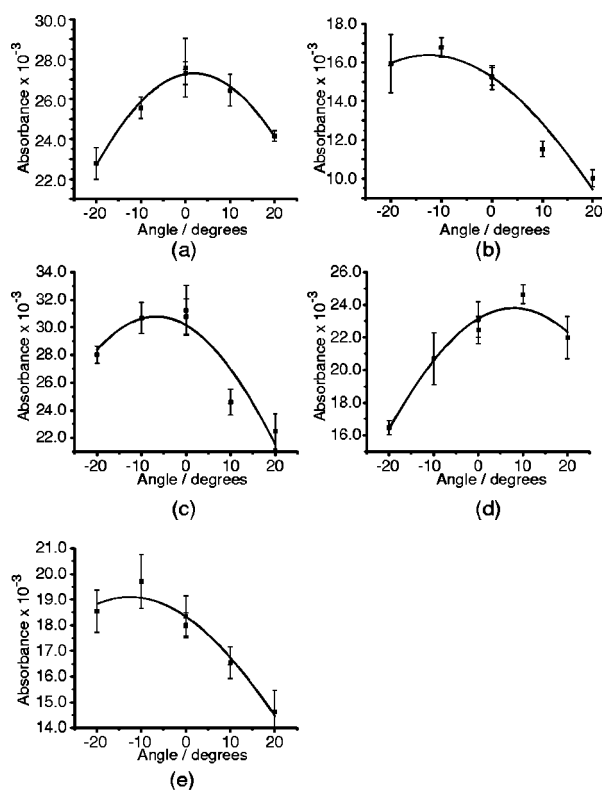 Absorbance x 10⁻³
30.0
28.0
26.0
24.0
22.0
-20 -10 0 10 20
Angle / degrees
(a)
Absorbance x 10⁻³
18.0
16.0
14.0
12.0
10.0
-20 -10 0 10 20
Angle / degrees
(b)
Absorbance x 10⁻³
34.0
32.0
30.0
28.0
26.0
24.0
22.0
-20 -10 0 10 20
Angle / degrees
(c)
Absorbance x 10⁻³
26.0
24.0
22.0
20.0
18.0
16.0
-20 -10 0 10 20
Angle / degrees
(d)
Absorbance x 10⁻³
21.0
20.0
19.0
18.0
17.0
16.0
15.0
14.0
-20 -10 0 10 20
Angle / degrees
(e)